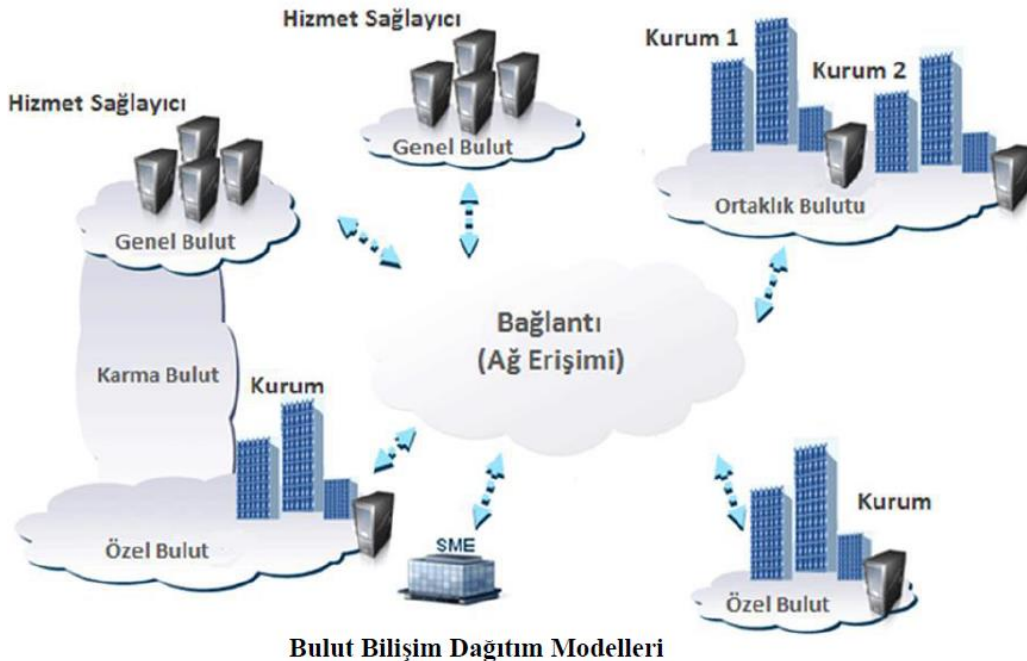 Hizmet Sağlayıcı
Genel Bulut
Hizmet Sağlayıcı
Genel Bulut
Kurum 1
Kurum 2
Ortaklık Bulutu
Bağlantı
(Ağ Erişimi)
Karma Bulut
Kurum
Özel Bulut
SME
Kurum
Özel Bulut
Bulut Bilişim Dağıtım Modelleri